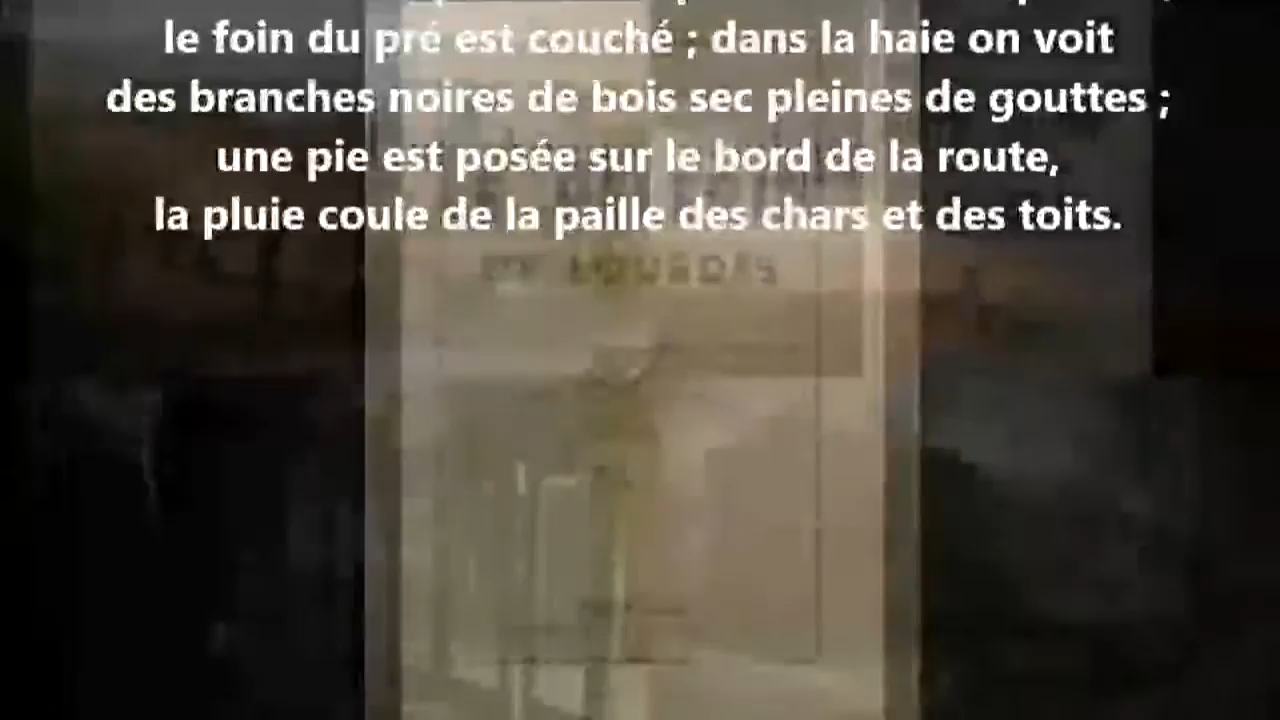 le foin du pré est couché ; dans la haie on voit
des branches noires de bois sec pleines de gouttes ;
une pie est posée sur le bord de la route,
la pluie coule de la paille des chars et des toits.